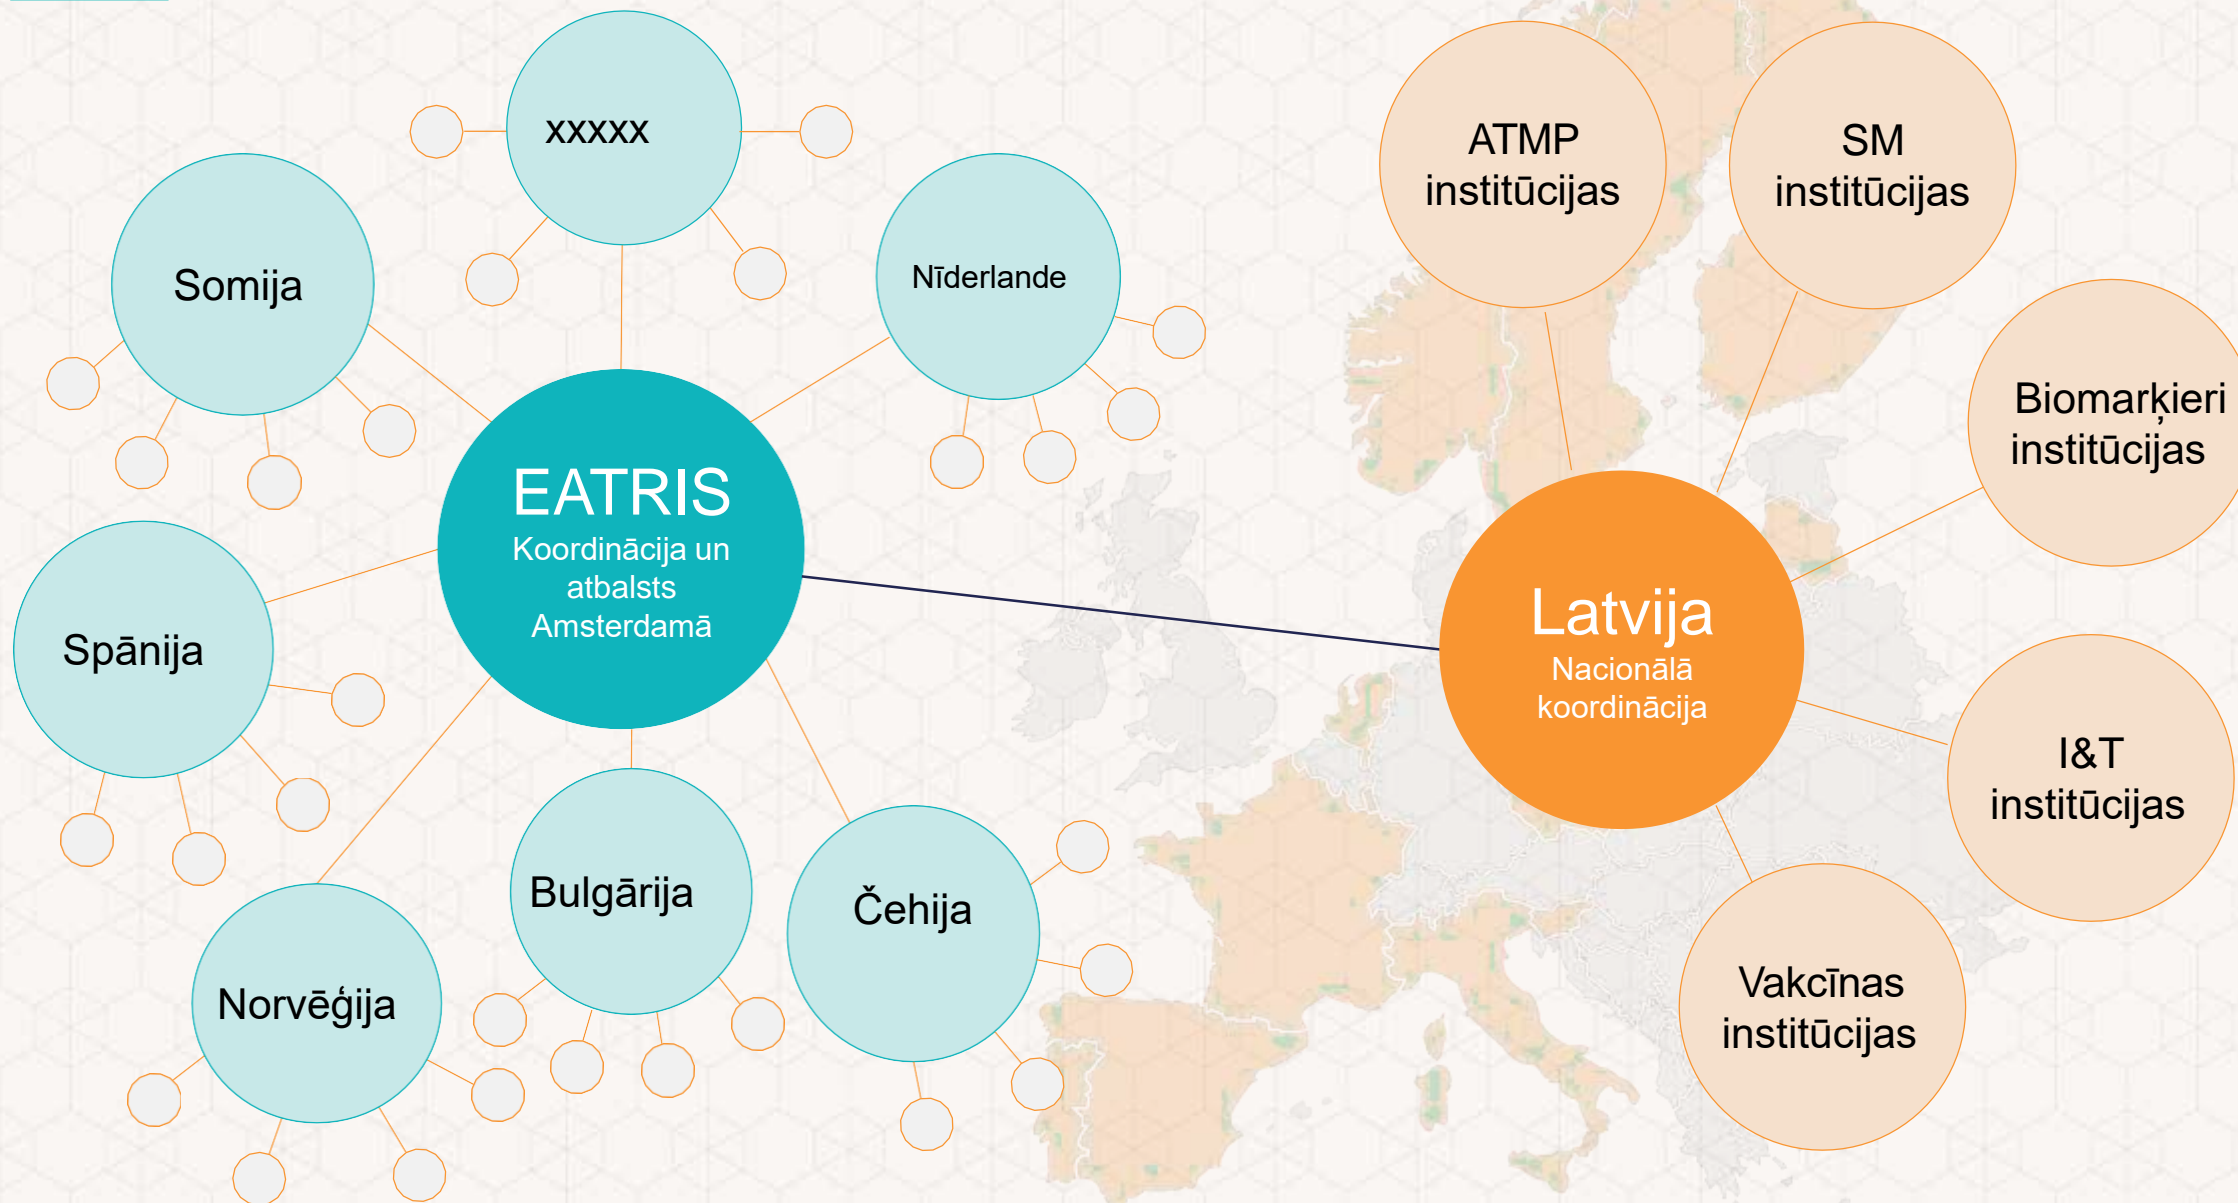 xxxxx
Somija
Nīderlande
EATRIS
Koordinācija un
atbalsts
Amsterdamā
Spānija
Norvēģija
Bulgārija
Čehija
ATMP
institūcijas
SM
institūcijas
Biomarķieri
institūcijas
Latvija
Nacionālā
koordinācija
I&T
institūcijas
Vakcīnas
institūcijas